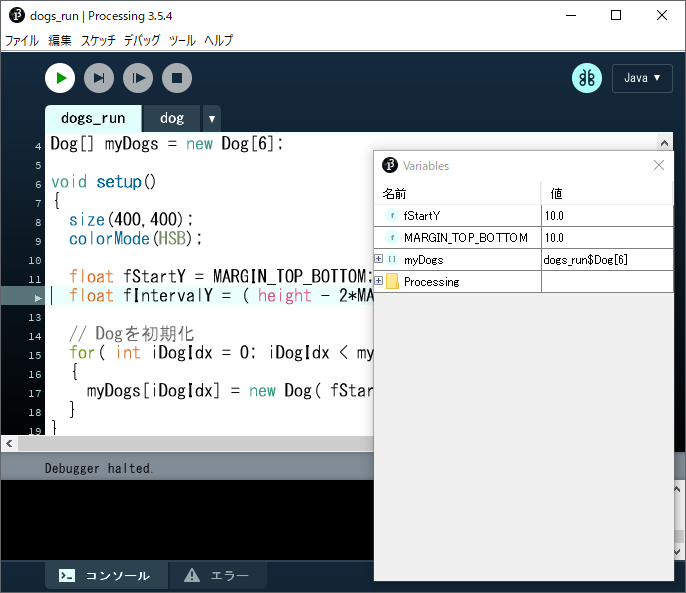 dogs_run | Processing 3.5.4
ファイル 編集 スケッチ デバッグ ツール ヘルプ
Java ▼
dogs_run dog ▼
4 Dog[] myDogs = new Dog[6];
5
6 void setup()
7 {
8 size(400,400);
9 colorMode(HSB);
10
11 float fStartY = MARGIN_TOP_BOTTOM;
float fIntervalY = ( height - 2*MA
13
14 // Dogを初期化
15 for( int iDogIdx = 0; iDogIdx < my
16 {
17 myDogs[iDogIdx] = new Dog( fStar
18 }
19 }
Variables
名前 値
fStartY 10.0
MARGIN_TOP_BOTTOM 10.0
myDogs dogs_run$Dog[6]
Processing
Debugger halted.
コンソール エラー